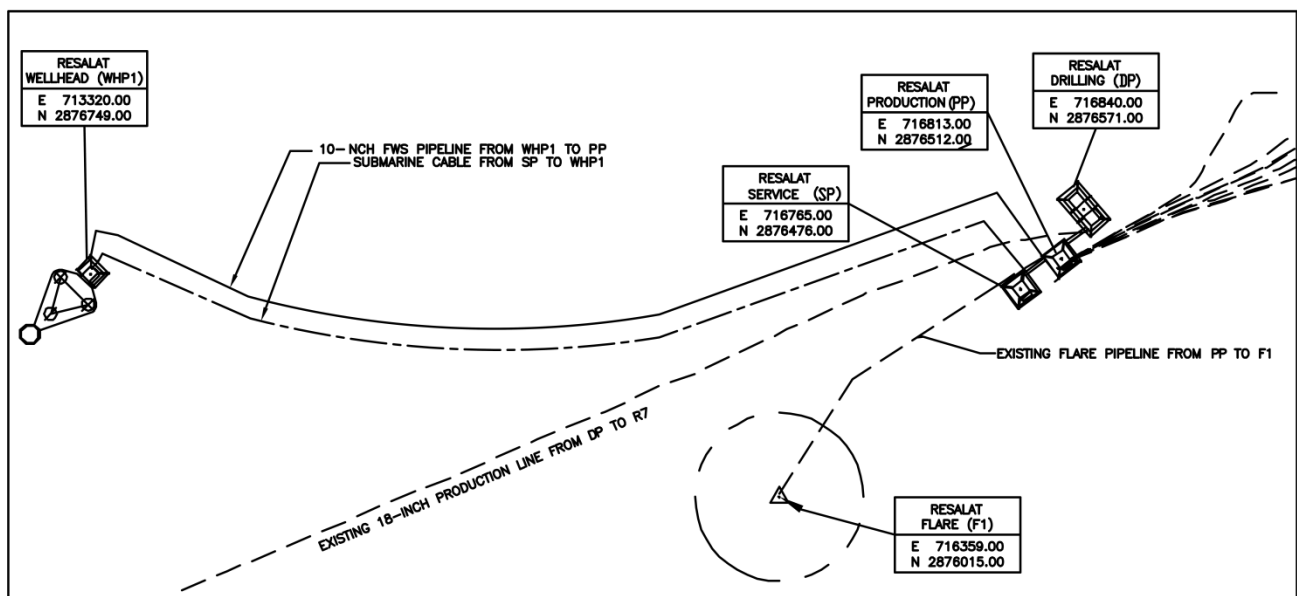 RESALAT
WELLHEAD (WHP1)
E 713320.00
N 2876749.00
RESALAT
DRILLING (DP)
E 716840.00
N 2876571.00
RESALAT
PRODUCTION (PP)
E 716813.00
N 2876512.00
10-NCH FWS PIPELINE FROM WHP1 TO PP
SUBMARINE CABLE FROM SP TO WHP1
RESALAT
SERVICE (SP)
E 716765.00
N 2876476.00
EXISTING FLARE PIPELINE FROM PP TO F1
EXISTING 18-INCH PRODUCTION LINE FROM DP TO R7
RESALAT
FLARE (F1)
E 716359.00
N 2876015.00